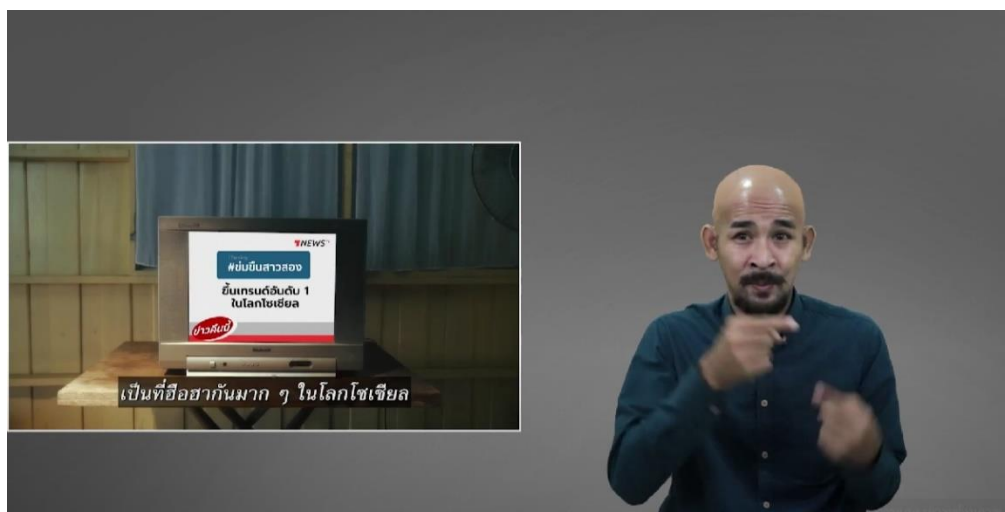 NEWS
#ข่มขืนสาวสอง
ขึ้นเทรนด์อันดับ 1
ในโลกโซเชียล
ข่าวคืนนี้
เป็นที่ฮือฮากันมาก ๆ ในโลกโซเชียล